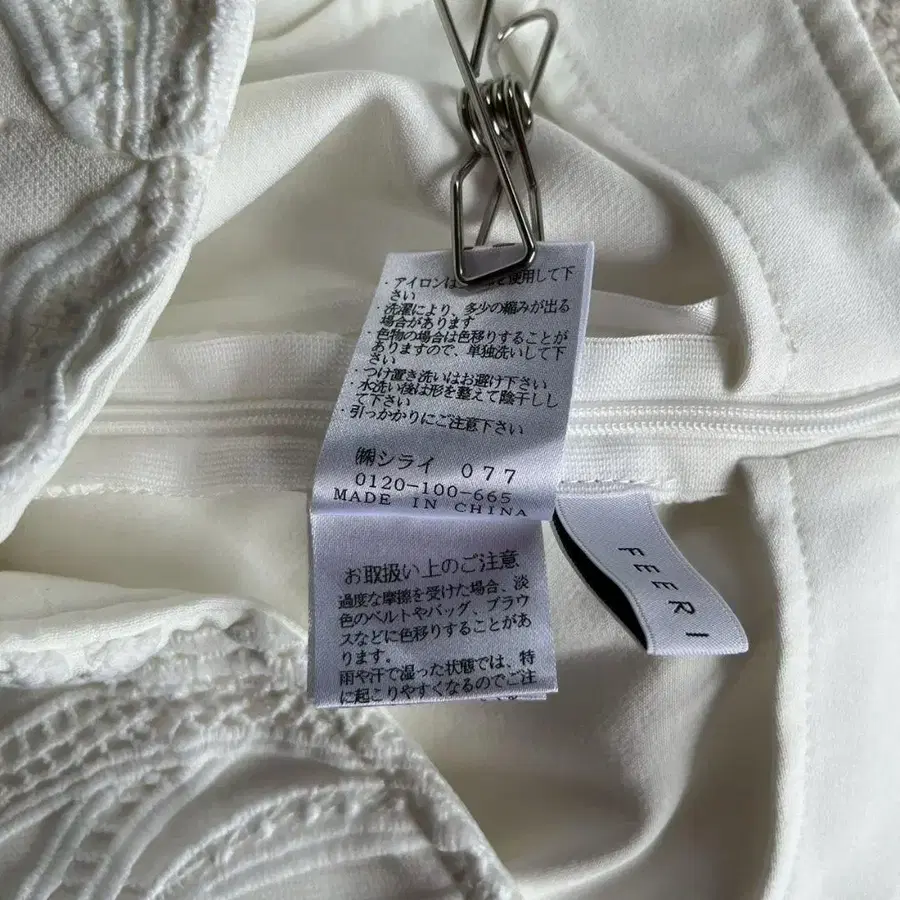 ・アイロンは 使用して下
さい
・洗濯により、多少の縮みが出る
場合があります
・色物の場合は色移りすることが
ありますので、単独洗いして下
さい
・つけ置き洗いはお避け下さい
・水洗い後は形を整えて陰干しし
て下さい
・引っかかりにご注意下さい
㈱シライ 077
0120-100-665
MADE IN CHINA
お取扱い上のご注意
過度な摩擦を受けた場合、淡
色のベルトやバッグ、ブラウ
スなどに色移りすることがあ
ります。
雨や汗で湿った状態では、特
に起こりやすくなるのでご注
FEERI